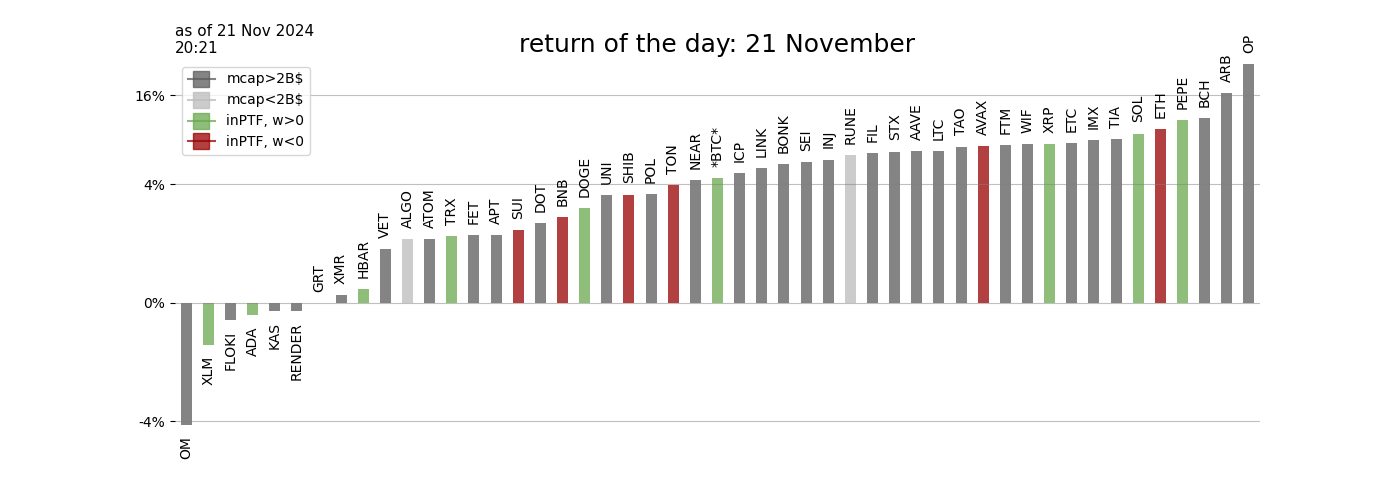 as of 21 Nov 2024
20:21
return of the day: 21 November
mcap>2B$
mcap<2B$
inPTF, w>0
inPTF, w<0
16%
4%
0%
-4%
OM
XLM
FLOKI
ADA
KAS
RENDER
GRT
XMR
HBAR
VET
ALGO
ATOM
TRX
FET
APT
SUI
DOT
BNB
DOGE
UNI
SHIB
POL
TON
NEAR
*BTC*
ICP
LINK
BONK
SEI
INJ
RUNE
FIL
STX
AAVE
LTC
TAO
AVAX
FTM
WIF
XRP
ETC
IMX
TIA
SOL
ETH
PEPE
BCH
ARB
OP